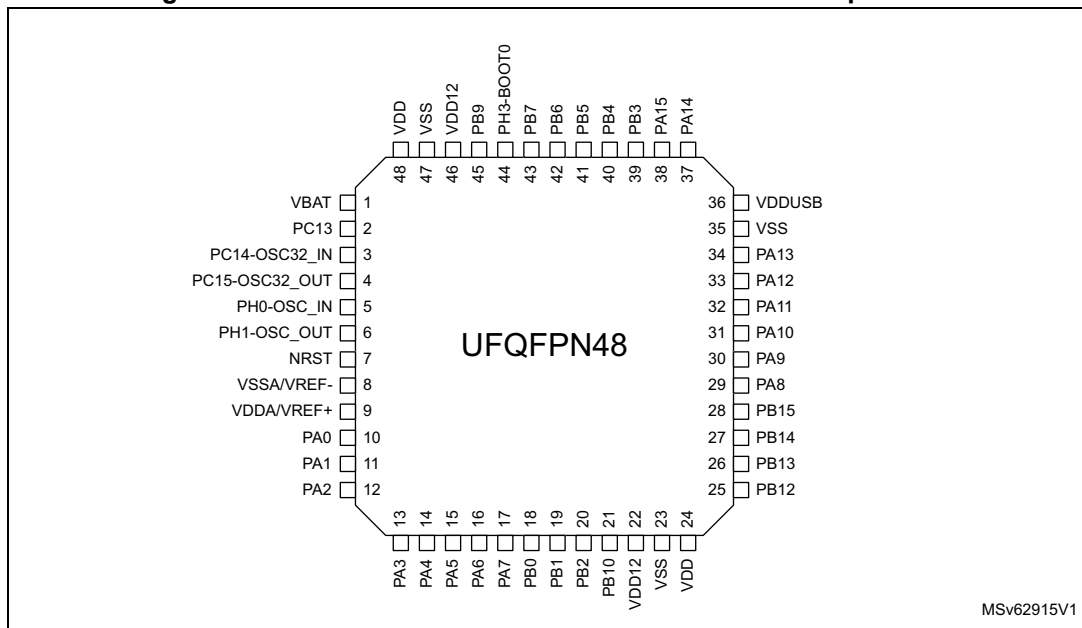 VDD
VSS
VDD12
PB9
PH3-BOOT0
PB7
PB6
PB5
PB4
PB3
PA15
PA14
48
47
46
45
44
43
42
41
40
39
38
37
VBAT 1
PC13 2
PC14-OSC32_IN 3
PC15-OSC32_OUT 4
PH0-OSC_IN 5
PH1-OSC_OUT 6
NRST 7
VSSA/VREF- 8
VDDA/VREF+ 9
PA0 10
PA1 11
PA2 12
UFQFPN48
36 VDDUSB
35 VSS
34 PA13
33 PA12
32 PA11
31 PA10
30 PA9
29 PA8
28 PB15
27 PB14
26 PB13
25 PB12
13
14
15
16
17
18
19
20
21
22
23
24
PA3
PA4
PA5
PA6
PA7
PB0
PB1
PB2
PB10
VDD12
VSS
VDD
MSv62915V1